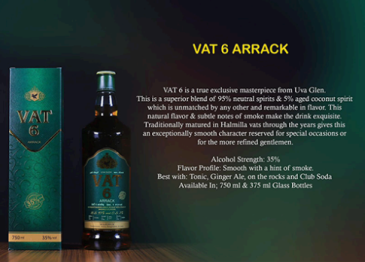 VAT 6 ARRACK
VAT 6 is a true exclusive masterpiece from Uva Glen.
This is a superior blend of 95% neutral spirits & 5% aged coconut spirit
which is unmatched by any other and remarkable in flavor. This
natural flavor & subtle notes of smoke make the drink exquisite.
Traditionally matured in Halmilla vats through the years gives this
an exceptionally smooth character reserved for special occasions or
for the more refined gentlemen.
Alcohol Strength: 35%
Flavor Profile: Smooth with a hint of smoke.
Best with: Tonic, Ginger Ale, on the rocks and Club Soda
Available In; 750 ml & 375 ml Glass Bottles
VAT
6
750ml
35%
VAT
6
ARRACK